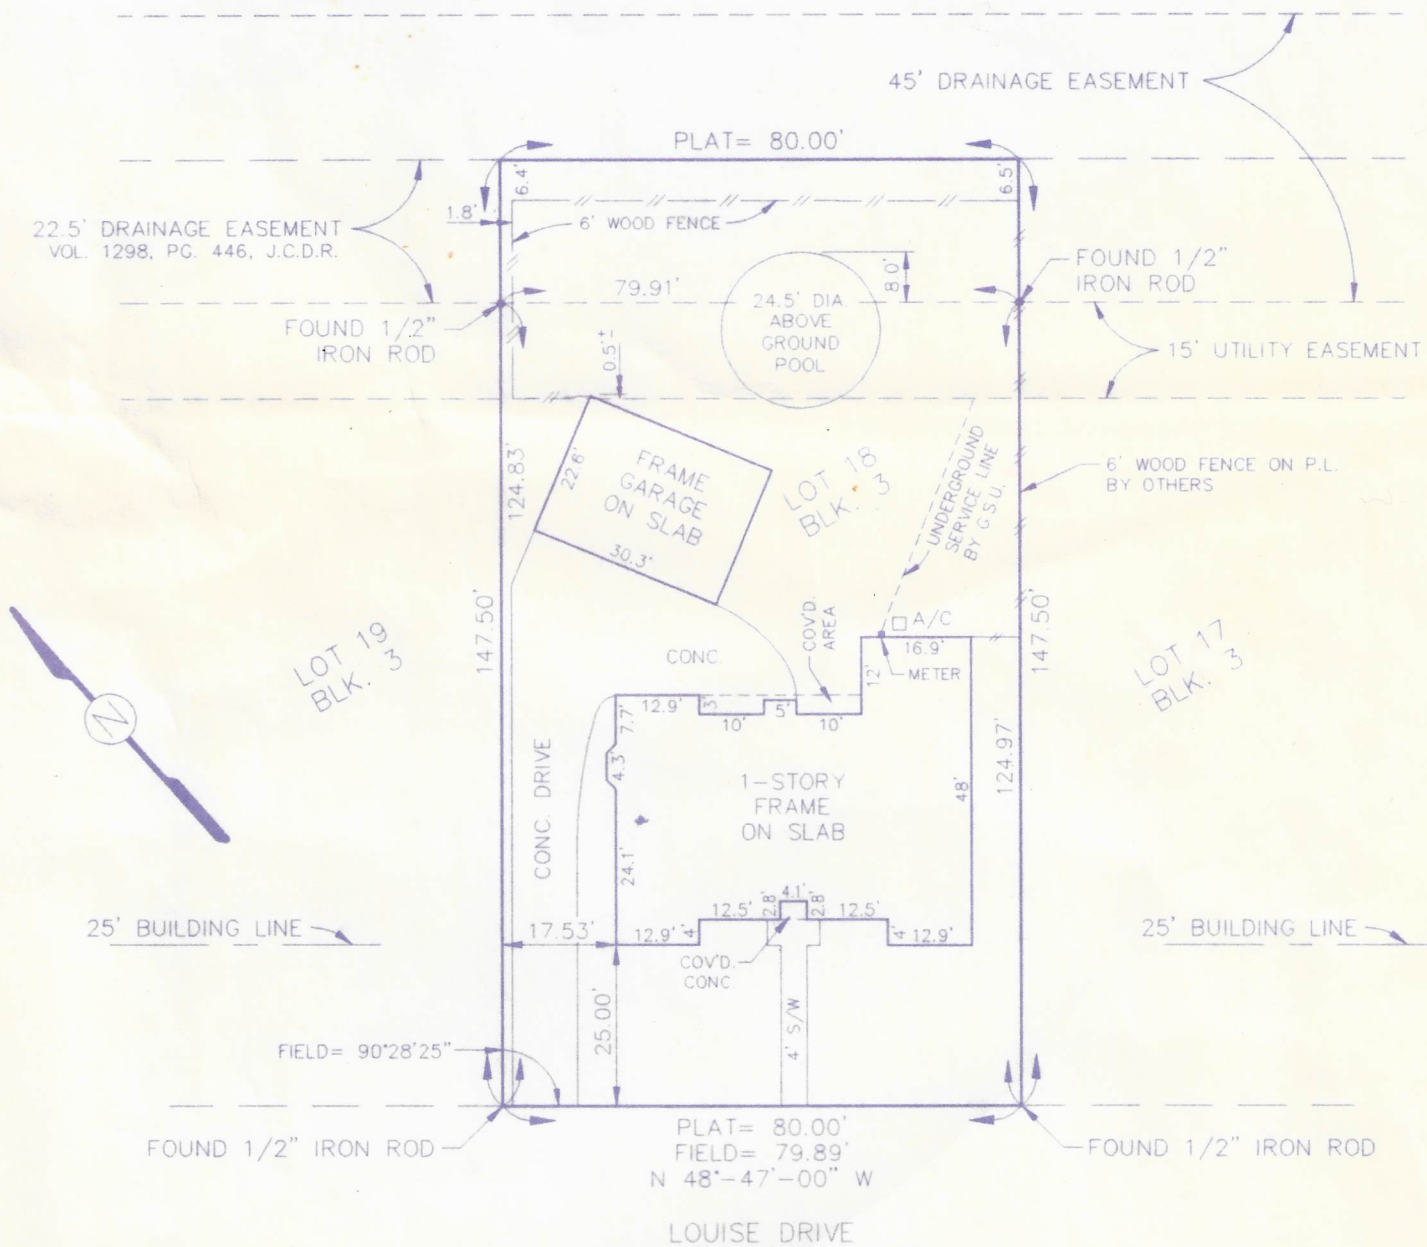 45' DRAINAGE EASEMENT
PLAT= 80.00'
6.4'
6.5'
1.8'
6' WOOD FENCE
22.5' DRAINAGE EASEMENT
VOL. 1298, PG. 446, J.C.D.R.
79.91'
8.0'
FOUND 1/2"
IRON ROD
24.5' DIA.
ABOVE
GROUND
POOL
FOUND 1/2"
IRON ROD
0.5'±
15' UTILITY EASEMENT
124.83'
22.6'
FRAME
GARAGE
ON SLAB
30.3'
LOT 18
BLK. 3
UNDERGROUND
SERVICE LINE
BY G.S.U.
6' WOOD FENCE ON P.L.
BY OTHERS
147.50'
LOT 19
BLK. 3
N
CONC.
COV'D.
AREA
A/C
16.9'
METER
12'
147.50'
LOT 17
BLK. 3
12.9'
3'
10'
5'
10'
7.7'
4.3'
CONC. DRIVE
24.1'
1-STORY
FRAME
ON SLAB
48'
124.97'
4.1'
12.5'
2.8'
2.8'
12.5'
25' BUILDING LINE
17.53'
12.9'
4'
4'
12.9'
25' BUILDING LINE
COV'D.
CONC.
25.00'
4' S/W
FIELD= 90°28'25"
FOUND 1/2" IRON ROD
PLAT= 80.00'
FIELD= 79.89'
N 48°-47'-00" W
FOUND 1/2" IRON ROD
LOUISE DRIVE